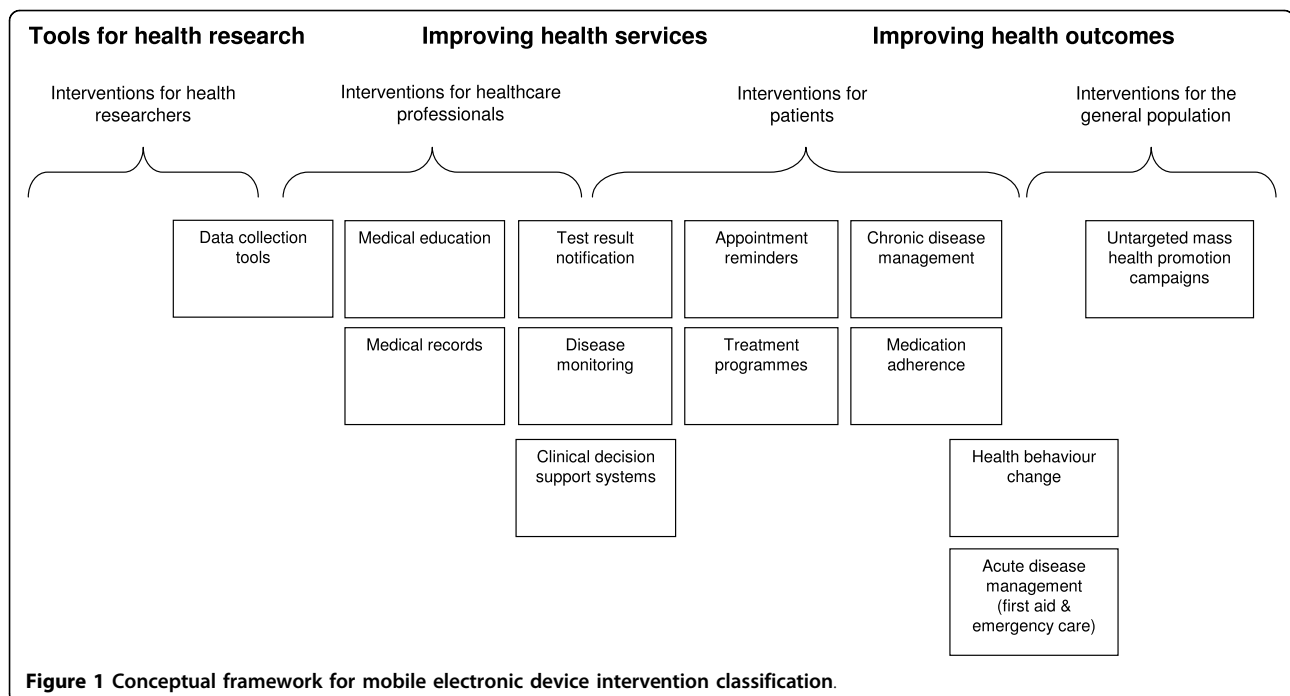 Tools for health research
Improving health services
Improving health outcomes
Interventions for health
researchers
Interventions for healthcare
professionals
Interventions for
patients
Interventions for the
general population
Data collection
tools
Medical education
Test result
notification
Appointment
reminders
Chronic disease
management
Untargeted mass
health promotion
campaigns
Medical records
Disease
monitoring
Treatment
programmes
Medication
adherence
Clinical decision
support systems
Health behaviour
change
Acute disease
management
(first aid &
emergency care)
Figure 1 Conceptual framework for mobile electronic device intervention classification.